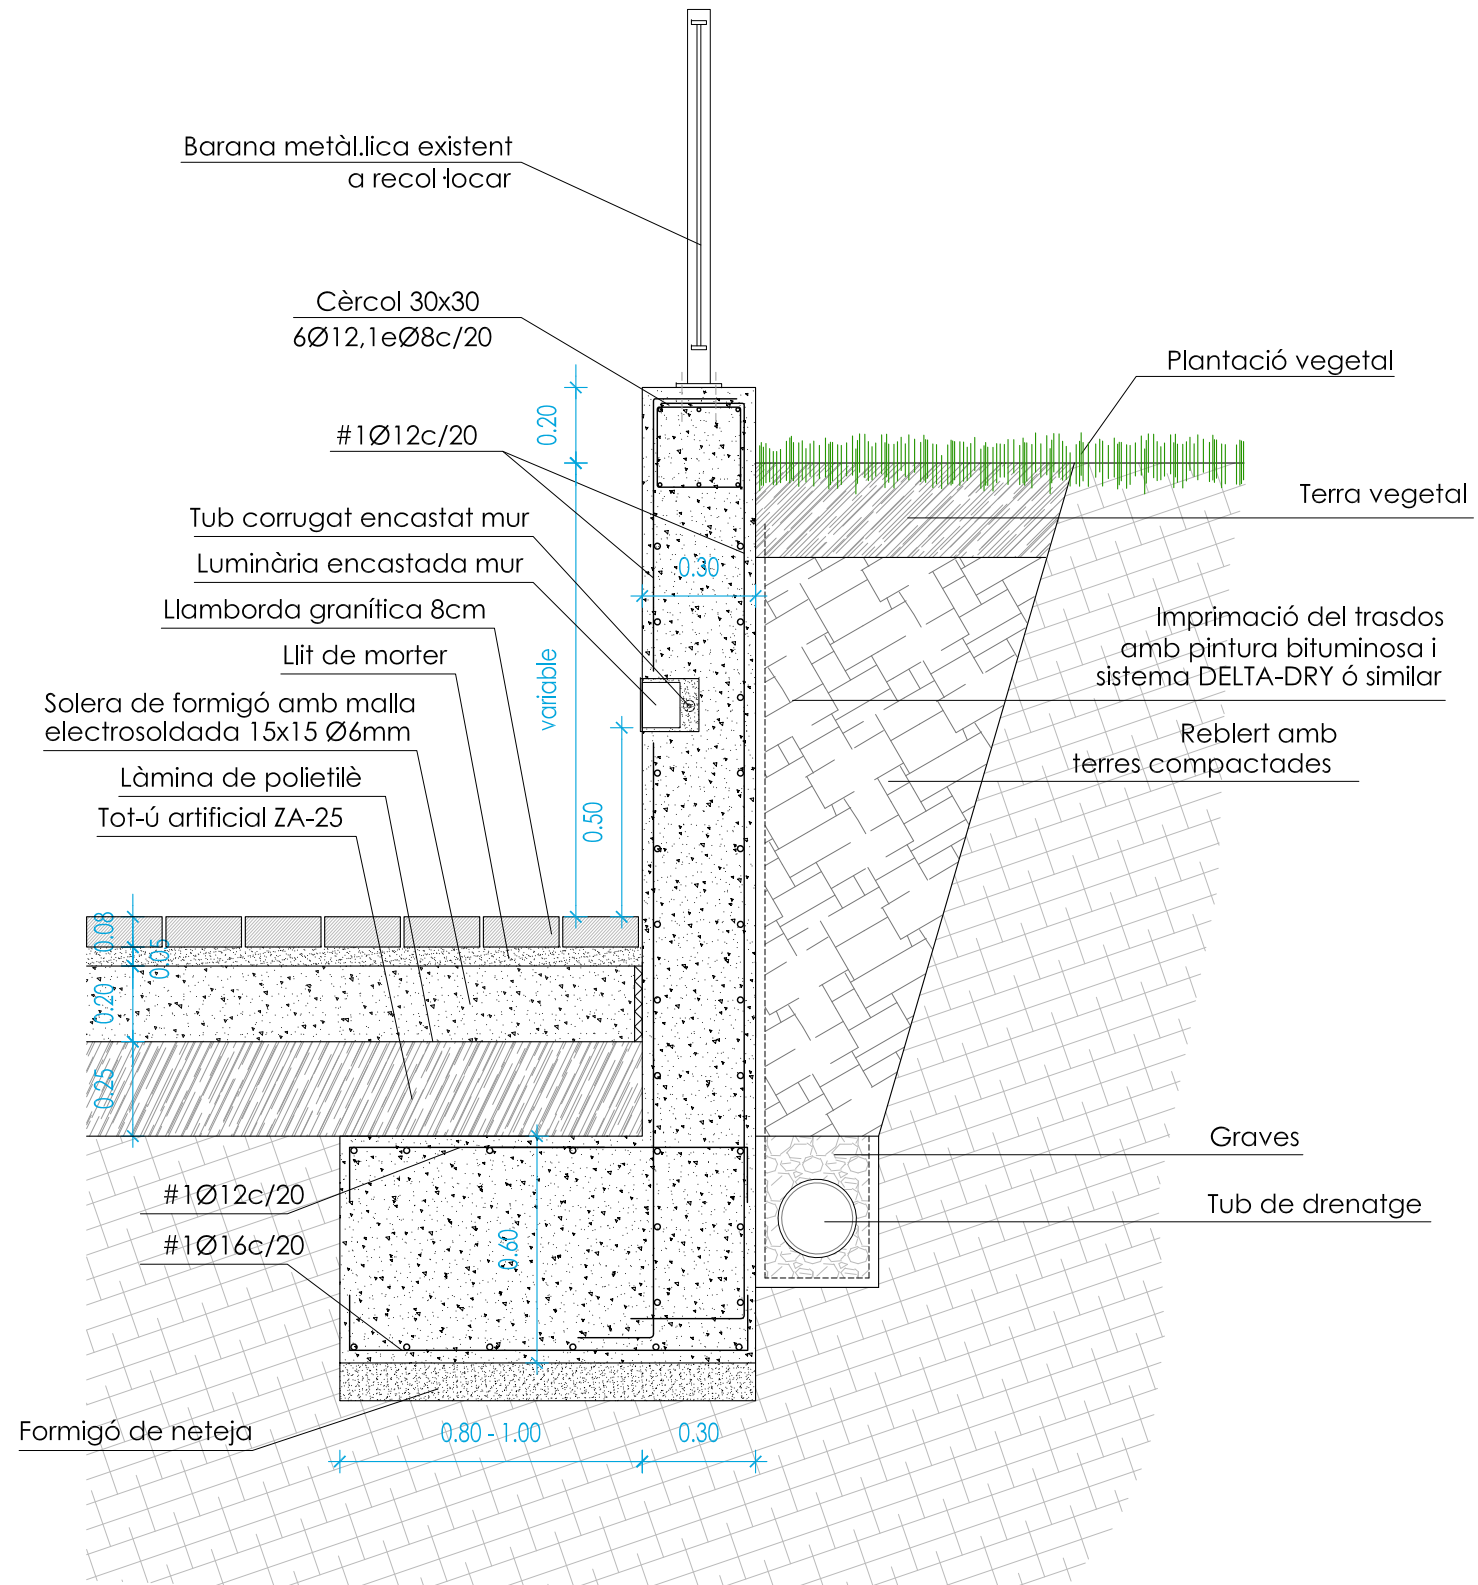 Barana metàl.lica existent
a recol·locar
Cèrcol 30x30
6Ø12,1eØ8c/20
Plantació vegetal
0.20
#1Ø12c/20
Terra vegetal
Tub corrugat encastat mur
Luminària encastada mur
0.30
Llamborda granítica 8cm
Imprimació del trasdos
amb pintura bituminosa i
sistema DELTA-DRY ó similar
Llit de morter
variable
Solera de formigó amb malla
electrosoldada 15x15 Ø6mm
Reblert amb
terres compactades
Làmina de polietilè
Tot-ú artificial ZA-25
0.50
0.08
0.05
0.20
0.25
Graves
#1Ø12c/20
Tub de drenatge
#1Ø16c/20
0.60
Formigó de neteja
0.80 - 1.00
0.30